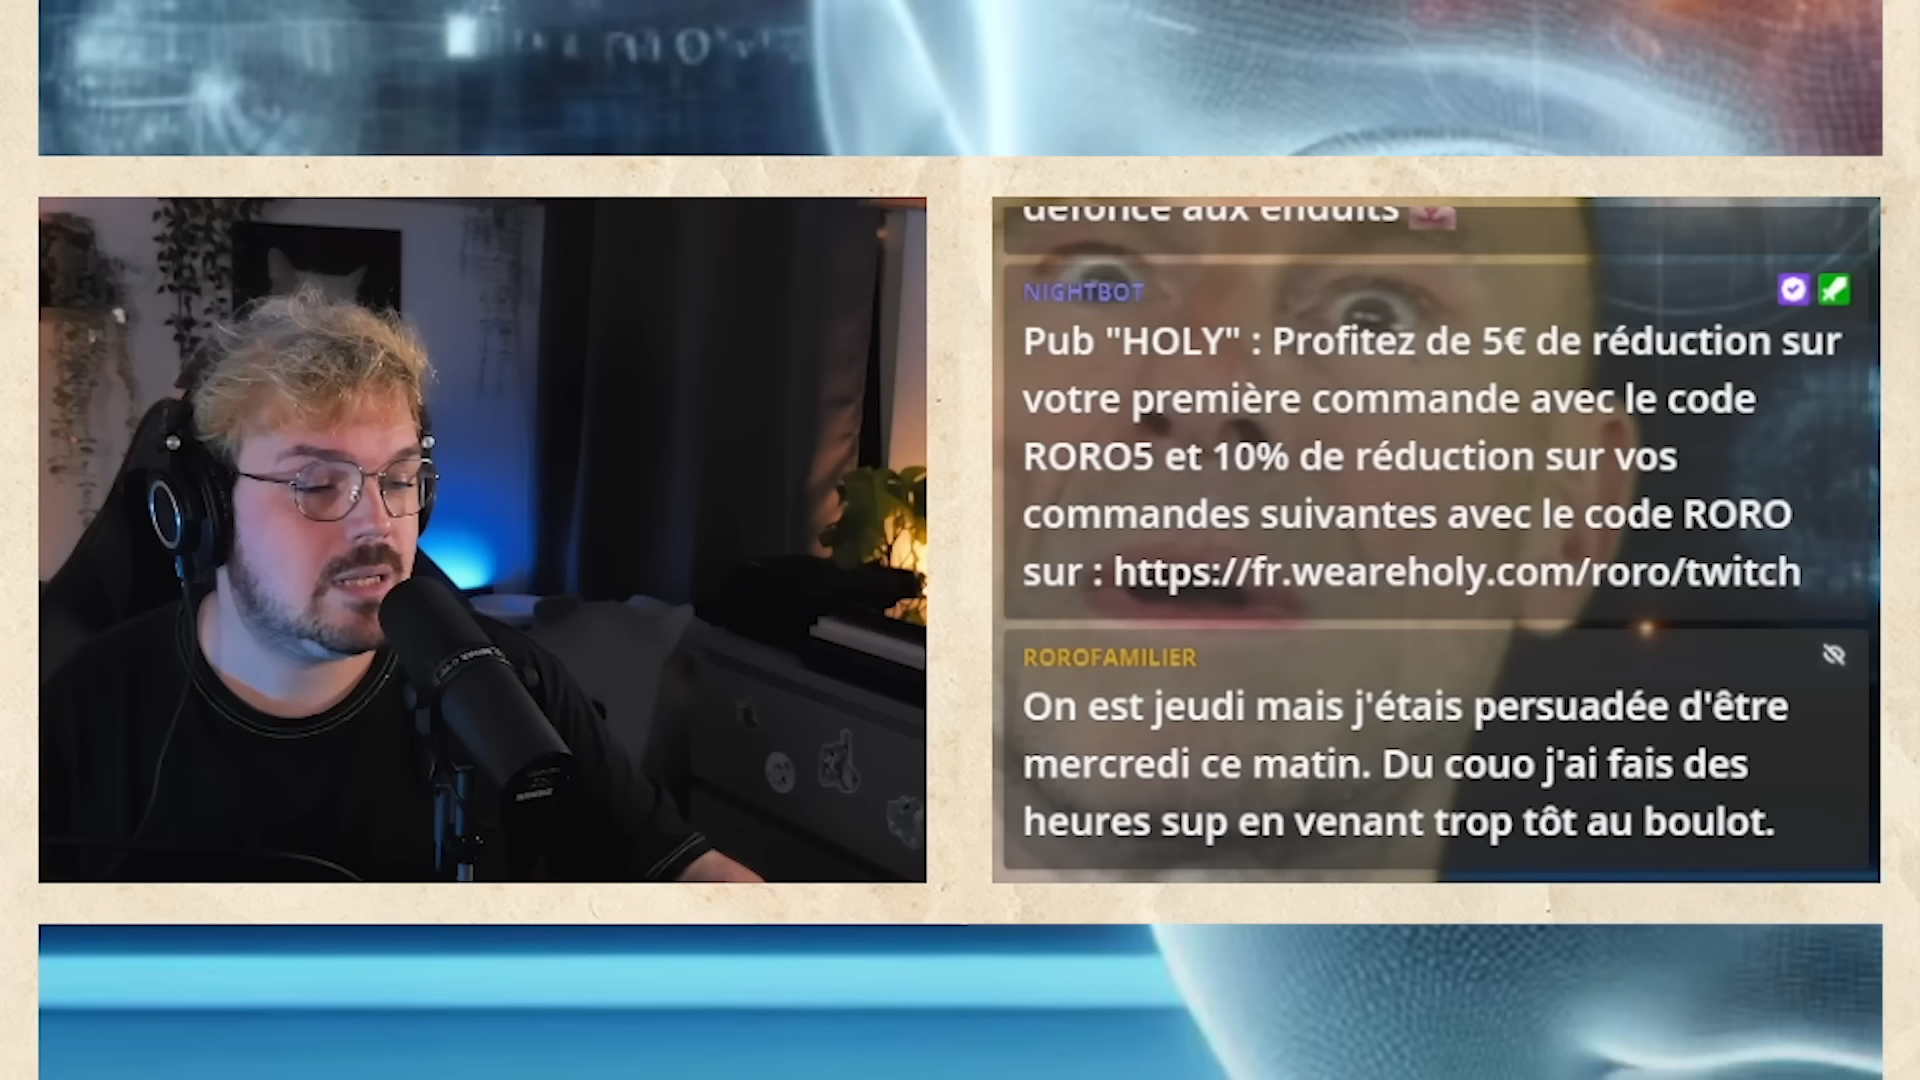 défoncé aux enduits
NIGHTBOT
Pub "HOLY" : Profitez de 5€ de réduction sur
votre première commande avec le code
RORO5 et 10% de réduction sur vos
commandes suivantes avec le code RORO
sur : https://fr.weareholy.com/roro/twitch
ROROFAMILIER
On est jeudi mais j'étais persuadée d'être
mercredi ce matin. Du couo j'ai fais des
heures sup en venant trop tôt au boulot.